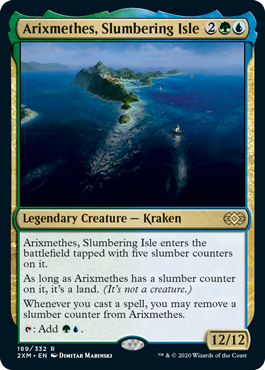 Arixmethes, Slumbering Isle 2
Legendary Creature — Kraken
Arixmethes, Slumbering Isle enters the
battlefield tapped with five slumber counters
on it.
As long as Arixmethes has a slumber counter
on it, it's a land. (It's not a creature.)
Whenever you cast a spell, you may remove a
slumber counter from Arixmethes.
: Add .
12/12
189/332 R
2XM • EN DIMITAR MARINSKI
™ & © 2020 Wizards of the Coast